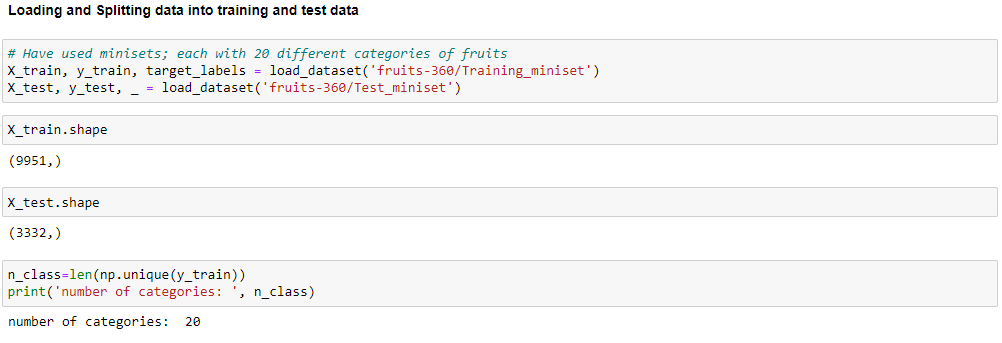 Loading and Splitting data into training and test data
# Have used minisets; each with 20 different categories of fruits
X_train, y_train, target_labels = load_dataset('fruits-360/Training_miniset')
X_test, y_test, _ = load_dataset('fruits-360/Test_miniset')
X_train.shape
(9951,)
X_test.shape
(3332,)
n_class=len(np.unique(y_train))
print('number of categories: ', n_class)
number of categories:  20